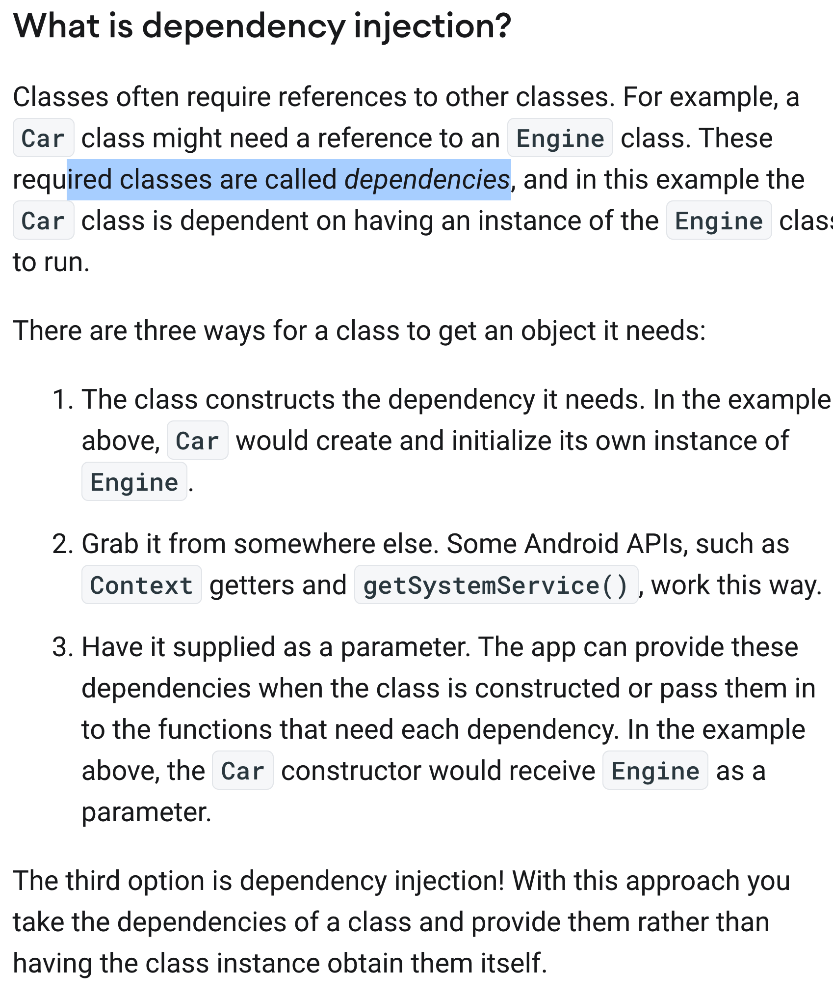 What is dependency injection?
Classes often require references to other classes. For example, a
Car class might need a reference to an Engine class. These
required classes are called dependencies, and in this example the
Car class is dependent on having an instance of the Engine class
to run.
There are three ways for a class to get an object it needs:
1. The class constructs the dependency it needs. In the example
above, Car would create and initialize its own instance of
Engine.
2. Grab it from somewhere else. Some Android APIs, such as
Context getters and getSystemService(), work this way.
3. Have it supplied as a parameter. The app can provide these
dependencies when the class is constructed or pass them in
to the functions that need each dependency. In the example
above, the Car constructor would receive Engine as a
parameter.
The third option is dependency injection! With this approach you
take the dependencies of a class and provide them rather than
having the class instance obtain them itself.